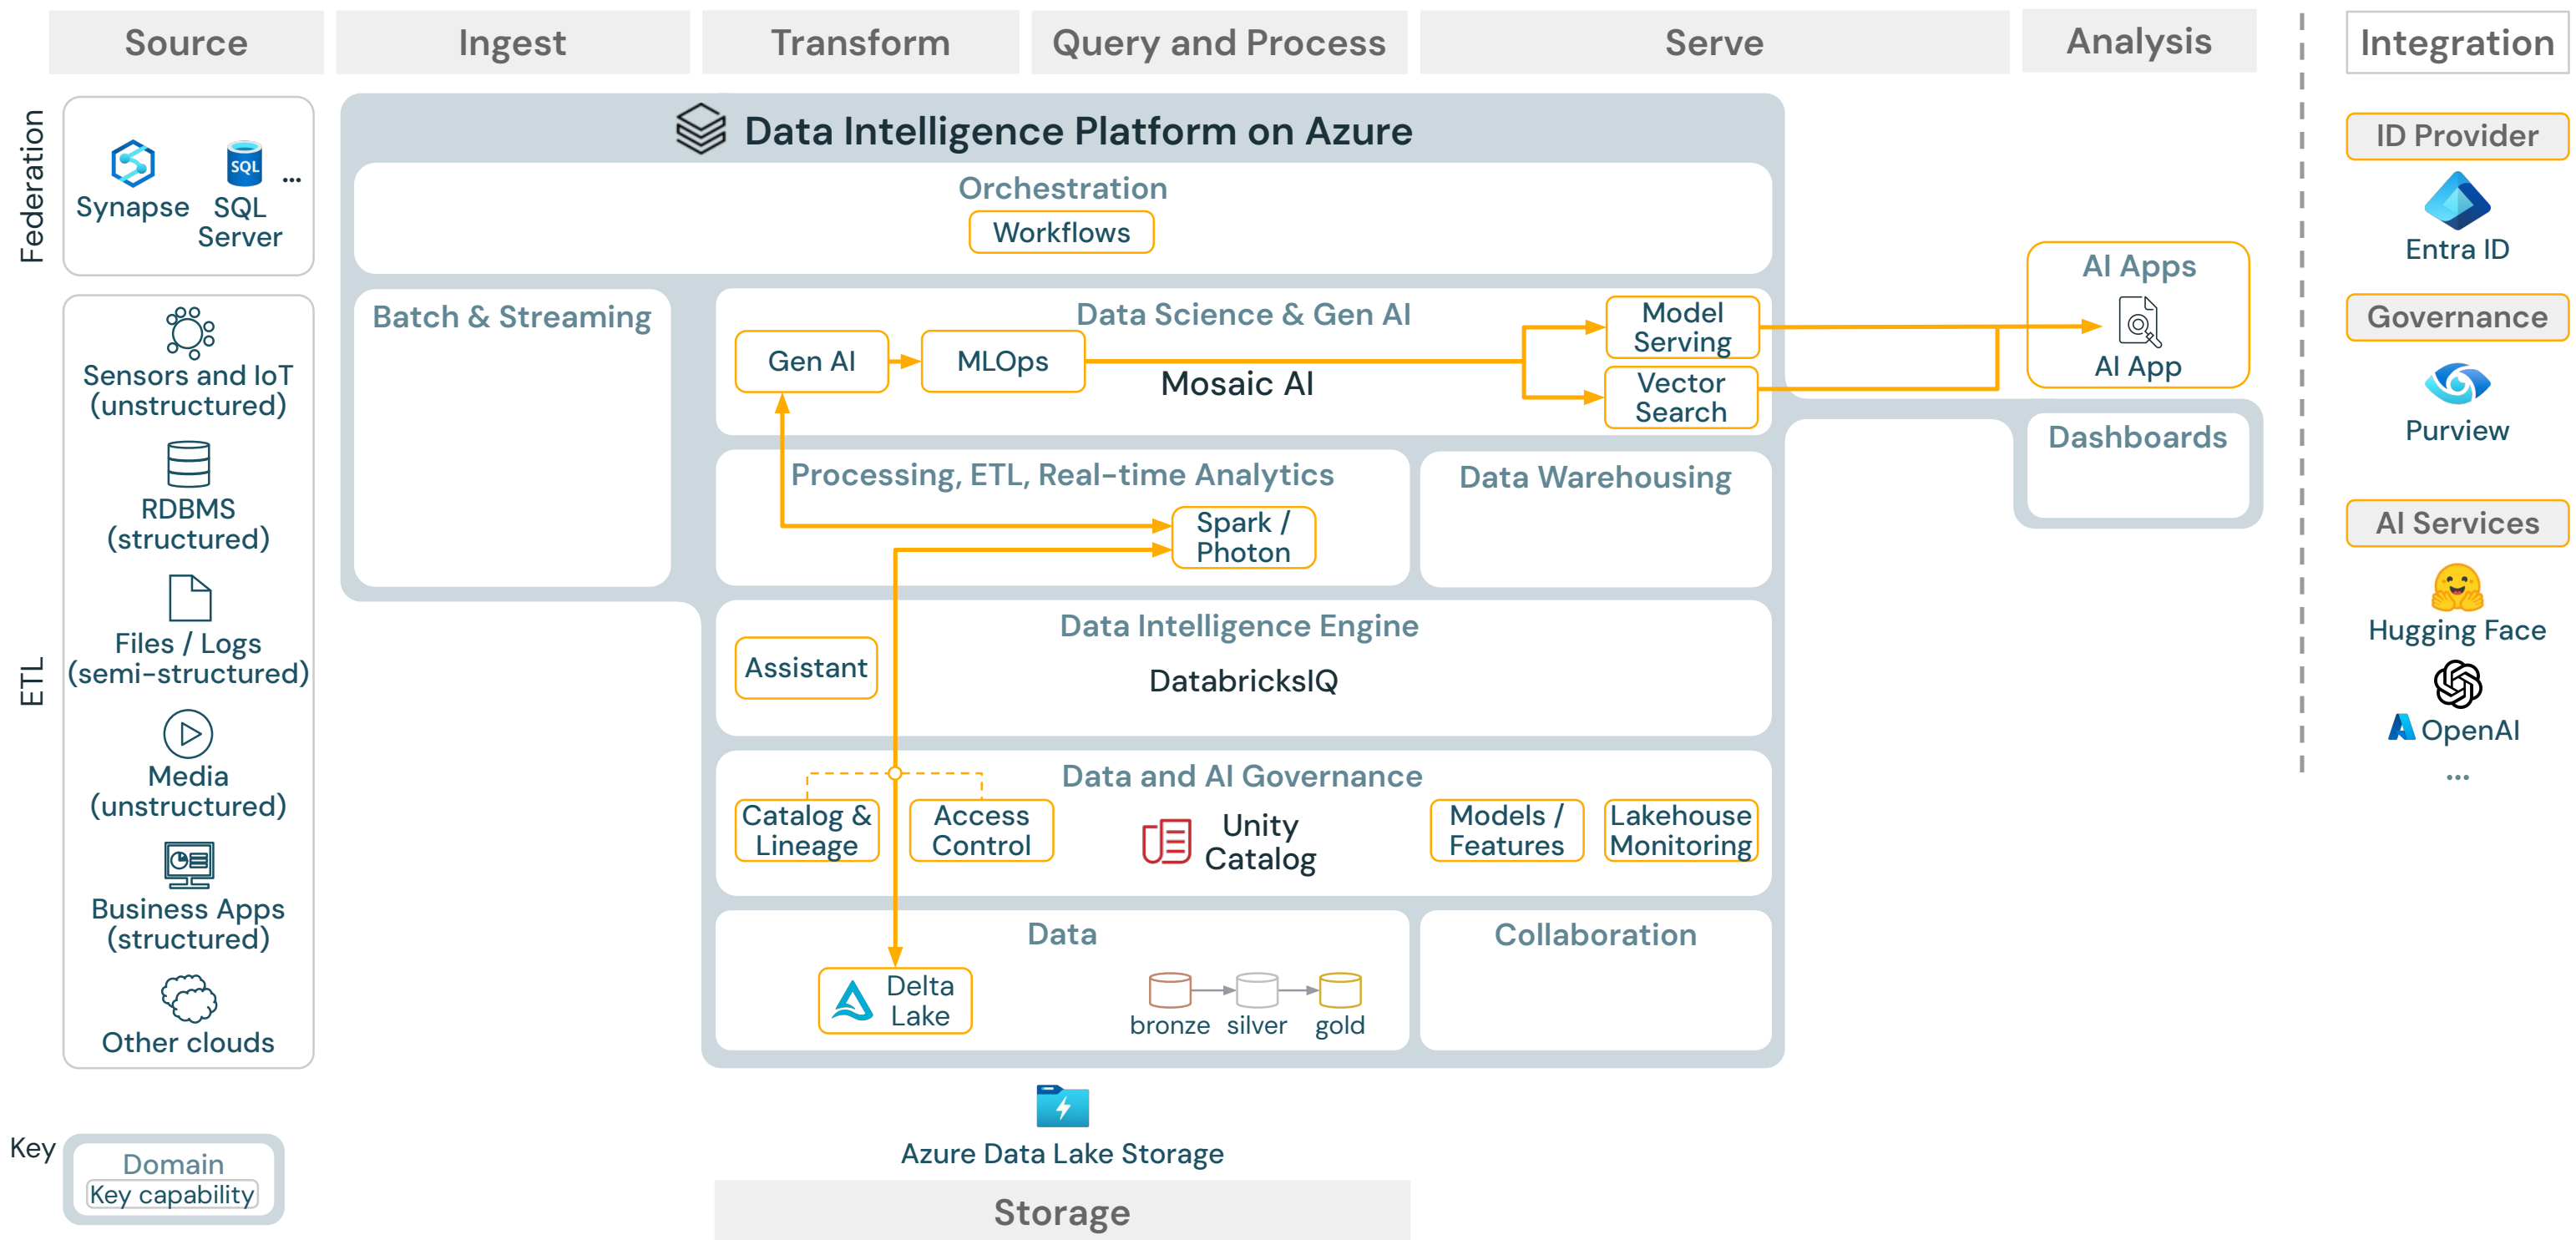 Source
Ingest
Transform
Query and Process
Serve
Analysis
Integration
Federation
Synapse
SQL
SQL
Server
...
ETL
Sensors and IoT
(unstructured)
RDBMS
(structured)
Files / Logs
(semi-structured)
Media
(unstructured)
Business Apps
(structured)
Other clouds
Data Intelligence Platform on Azure
Orchestration
Workflows
Batch & Streaming
Data Science & Gen AI
Gen AI
MLOps
Mosaic AI
Model
Serving
Vector
Search
AI Apps
AI App
Dashboards
Processing, ETL, Real-time Analytics
Spark /
Photon
Data Warehousing
Data Intelligence Engine
Assistant
DatabricksIQ
Data and AI Governance
Catalog &
Lineage
Access
Control
Unity
Catalog
Models /
Features
Lakehouse
Monitoring
Data
Delta
Lake
bronze
silver
gold
Collaboration
Azure Data Lake Storage
Storage
Key
Domain
Key capability
ID Provider
Entra ID
Governance
Purview
AI Services
Hugging Face
OpenAI
...